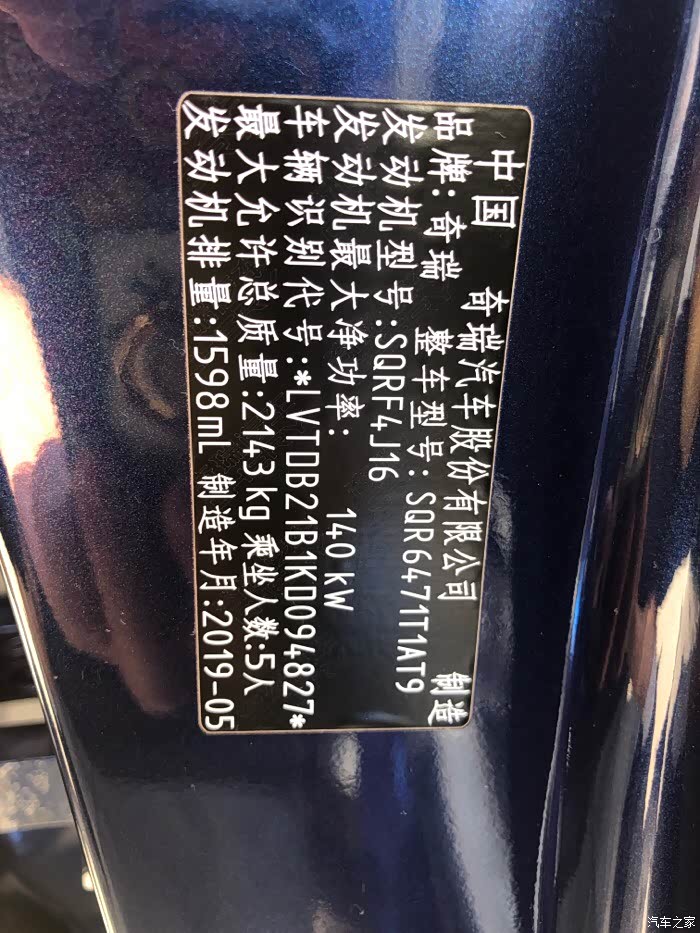 中国 奇瑞汽车股份有限公司 制造
品牌: 奇瑞 整车型号: SQR6471T1AT9
发动机型号:SQRF4J16
发动机最大净功率: 140 kW
车辆识别代号:*LVTDB21B1KD094827*
最大允许总质量:2143 kg 乘坐人数:5人
发动机排量:1598mL 制造年月:2019-05
汽车之家